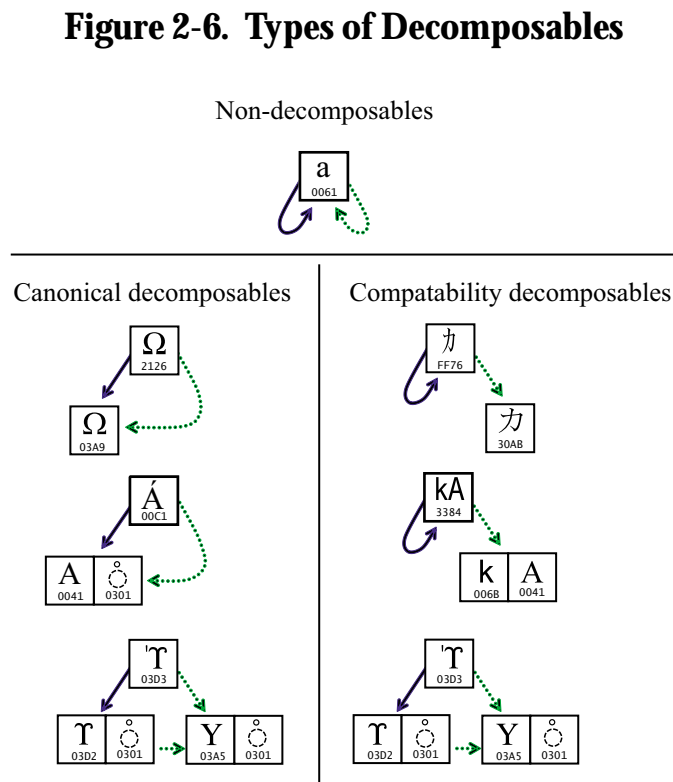 Figure 2-6. Types of Decomposables
Non-decomposables
a
0061
Canonical decomposables
Ω
2126
Ω
03A9
Á
00C1
A ◌̊
0041 0301
ϓ
03D3
ϒ ◌̊ Υ ◌̊
03D2 0301 03A5 0301
Compatability decomposables
ｶ
FF76
カ
30AB
kA
3384
k A
006B 0041
ϓ
03D3
ϒ ◌̊ Υ ◌̊
03D2 0301 03A5 0301